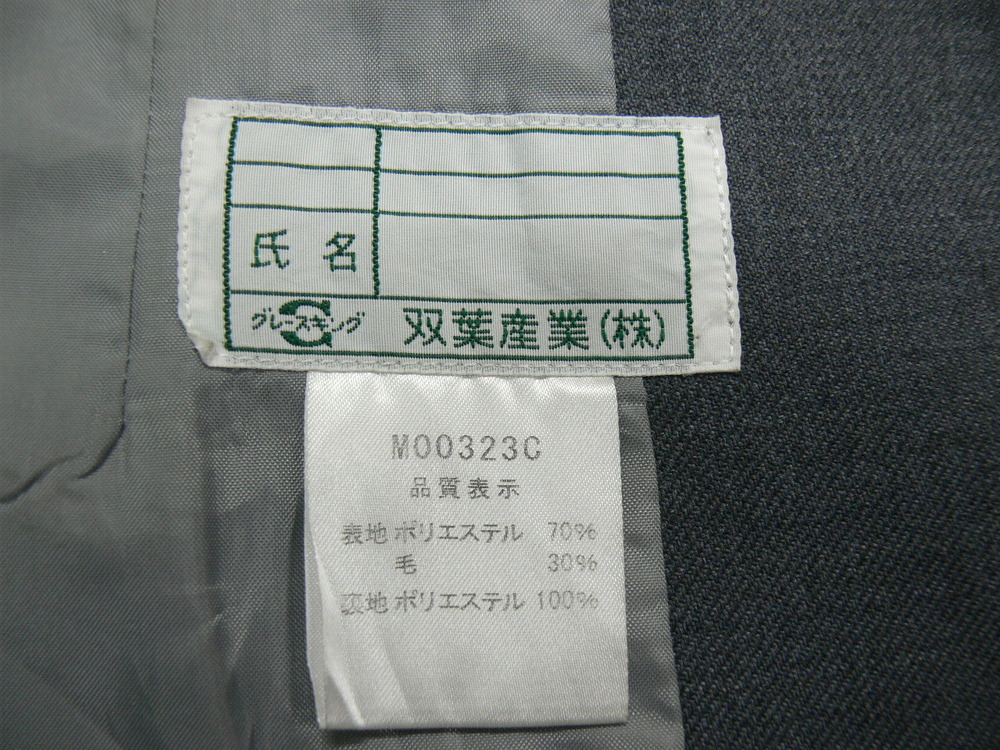 氏名
グレースキング 双葉産業(株)
M00323C
品質表示
表地 ポリエステル 70%
毛 30%
裏地 ポリエステル 100%